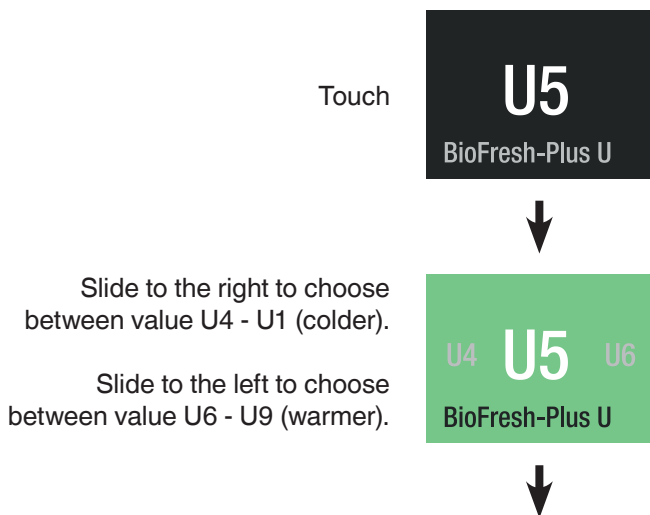 Touch
U5
BioFresh-Plus U
Slide to the right to choose
between value U4 - U1 (colder).
Slide to the left to choose
between value U6 - U9 (warmer).
U4 U5 U6
BioFresh-Plus U